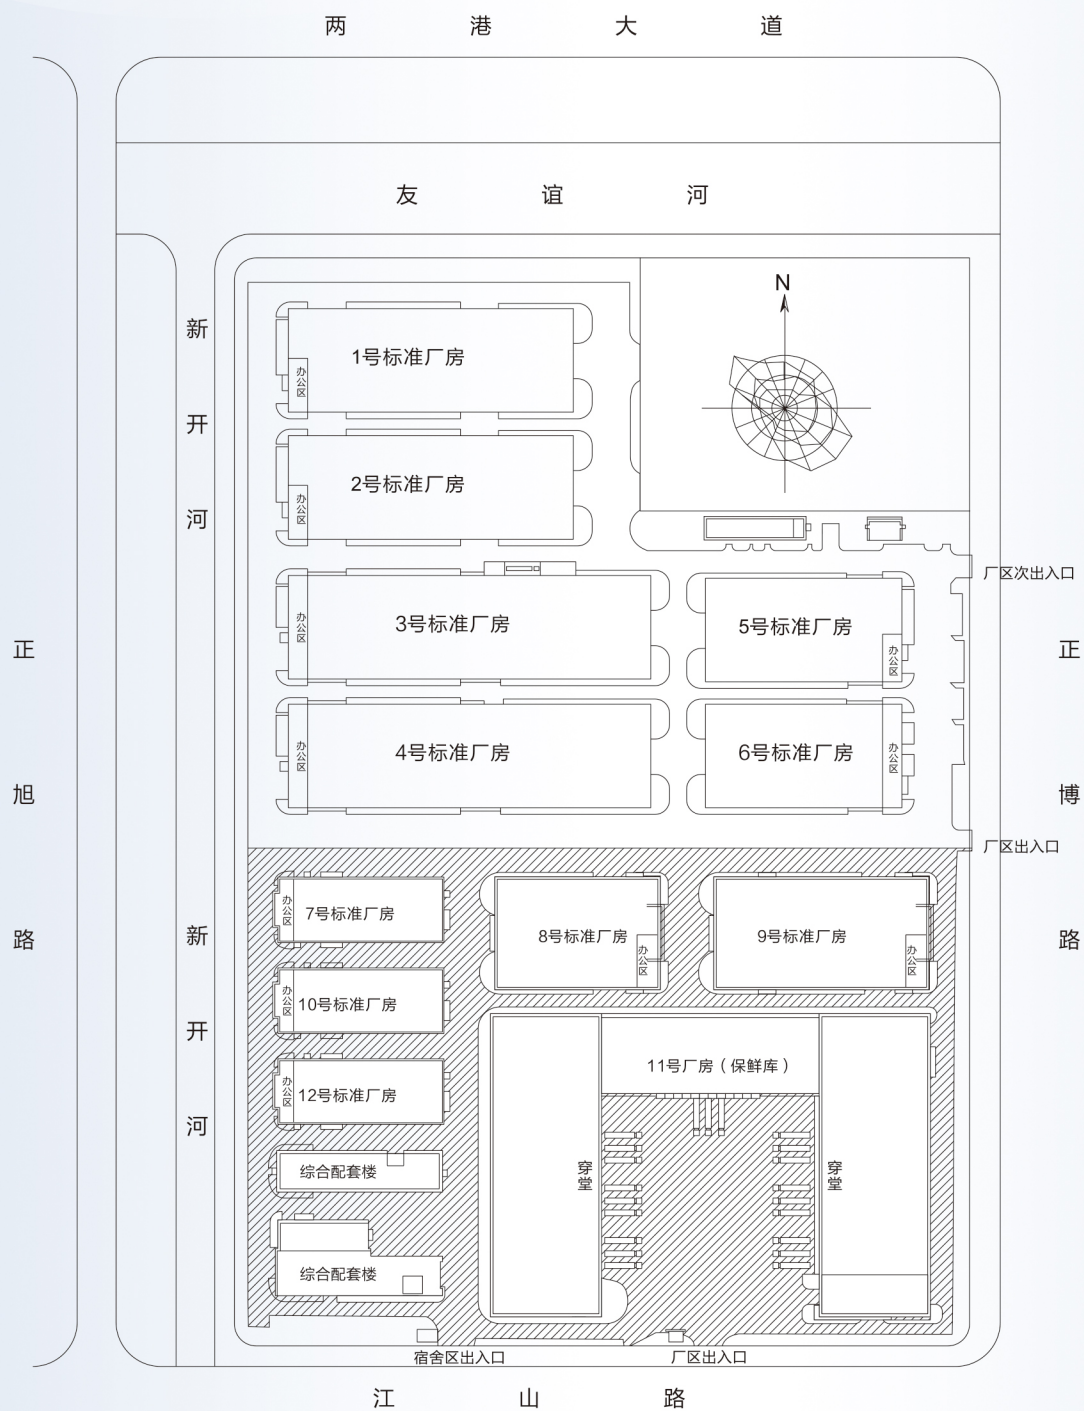 两港大道
友谊河
新开河
N
1号标准厂房
办公区
2号标准厂房
办公区
厂区次出入口
3号标准厂房
办公区
5号标准厂房
办公区
正旭路
正博路
4号标准厂房
办公区
6号标准厂房
办公区
厂区出入口
7号标准厂房
办公区
8号标准厂房
办公区
9号标准厂房
办公区
新开河
10号标准厂房
办公区
11号厂房（保鲜库）
12号标准厂房
办公区
穿堂
穿堂
综合配套楼
综合配套楼
宿舍区出入口
厂区出入口
江山路